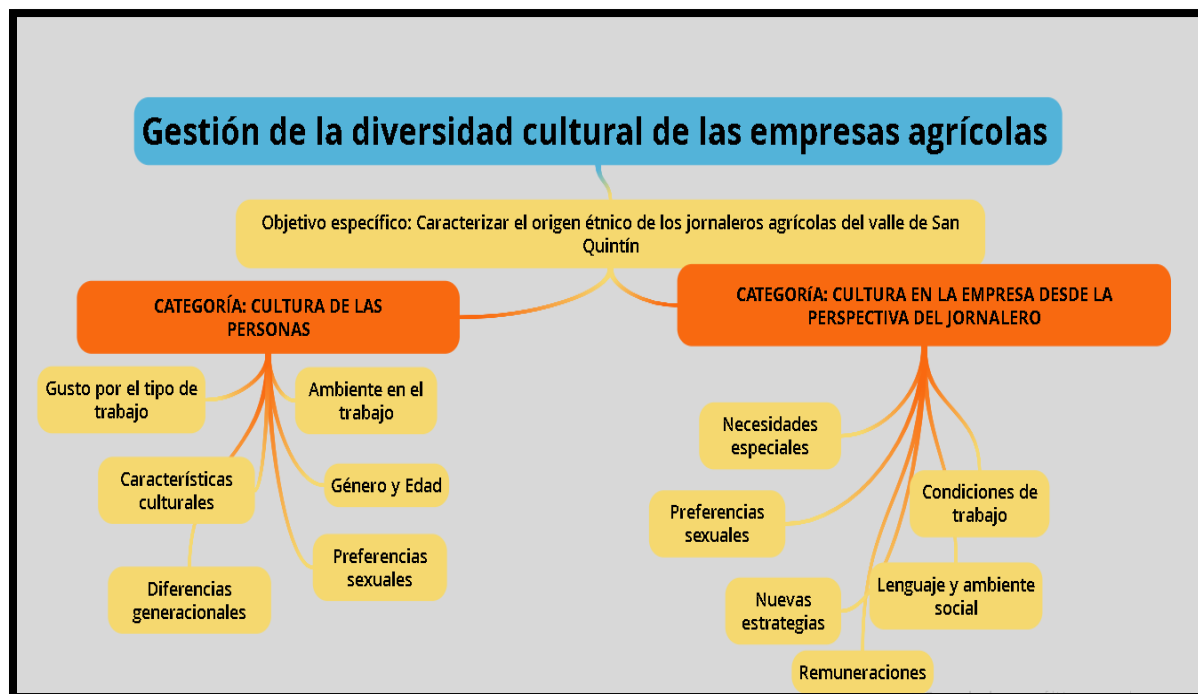 Gestión de la diversidad cultural de las empresas agrícolas
Objetivo específico: Caracterizar el origen étnico de los jornaleros agrícolas del valle de San
Quintín
CATEGORÍA: CULTURA DE LAS
PERSONAS
CATEGORíA: CULTURA EN LA EMPRESA DESDE LA
PERSPECTIVA DEL JORNALERO
Gusto por el tipo de
trabajo
Ambiente en el
trabajo
Características
culturales
Género y Edad
Diferencias
generacionales
Preferencias
sexuales
Necesidades
especiales
Condiciones de
trabajo
Preferencias
sexuales
Lenguaje y ambiente
social
Nuevas
estrategias
Remuneraciones